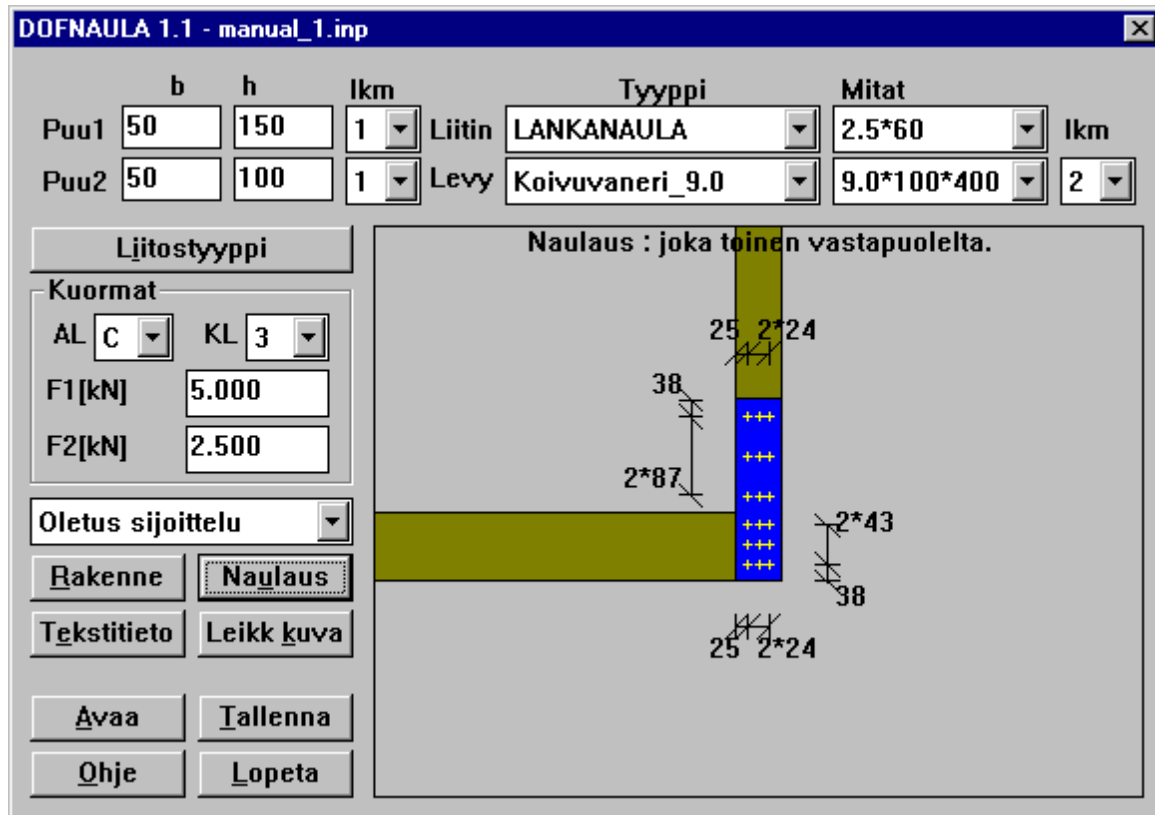 DOFNAULA 1.1 - manual_1.inp
b h lkm Tyyppi Mitat
Puu1 50 150 1 Liitin LANKANAULA 2.5*60 lkm
Puu2 50 100 1 Levy Koivuvaneri_9.0 9.0*100*400 2
Liitostyyppi
Kuormat
AL C KL 3
F1[kN] 5.000
F2[kN] 2.500
Oletus sijoittelu
Rakenne Naulaus
Tekstitieto Leikk kuva
Avaa Tallenna
Ohje Lopeta
Naulaus : joka toinen vastapuolelta.
25 2*24
38
2*87
2*43
38
25 2*24